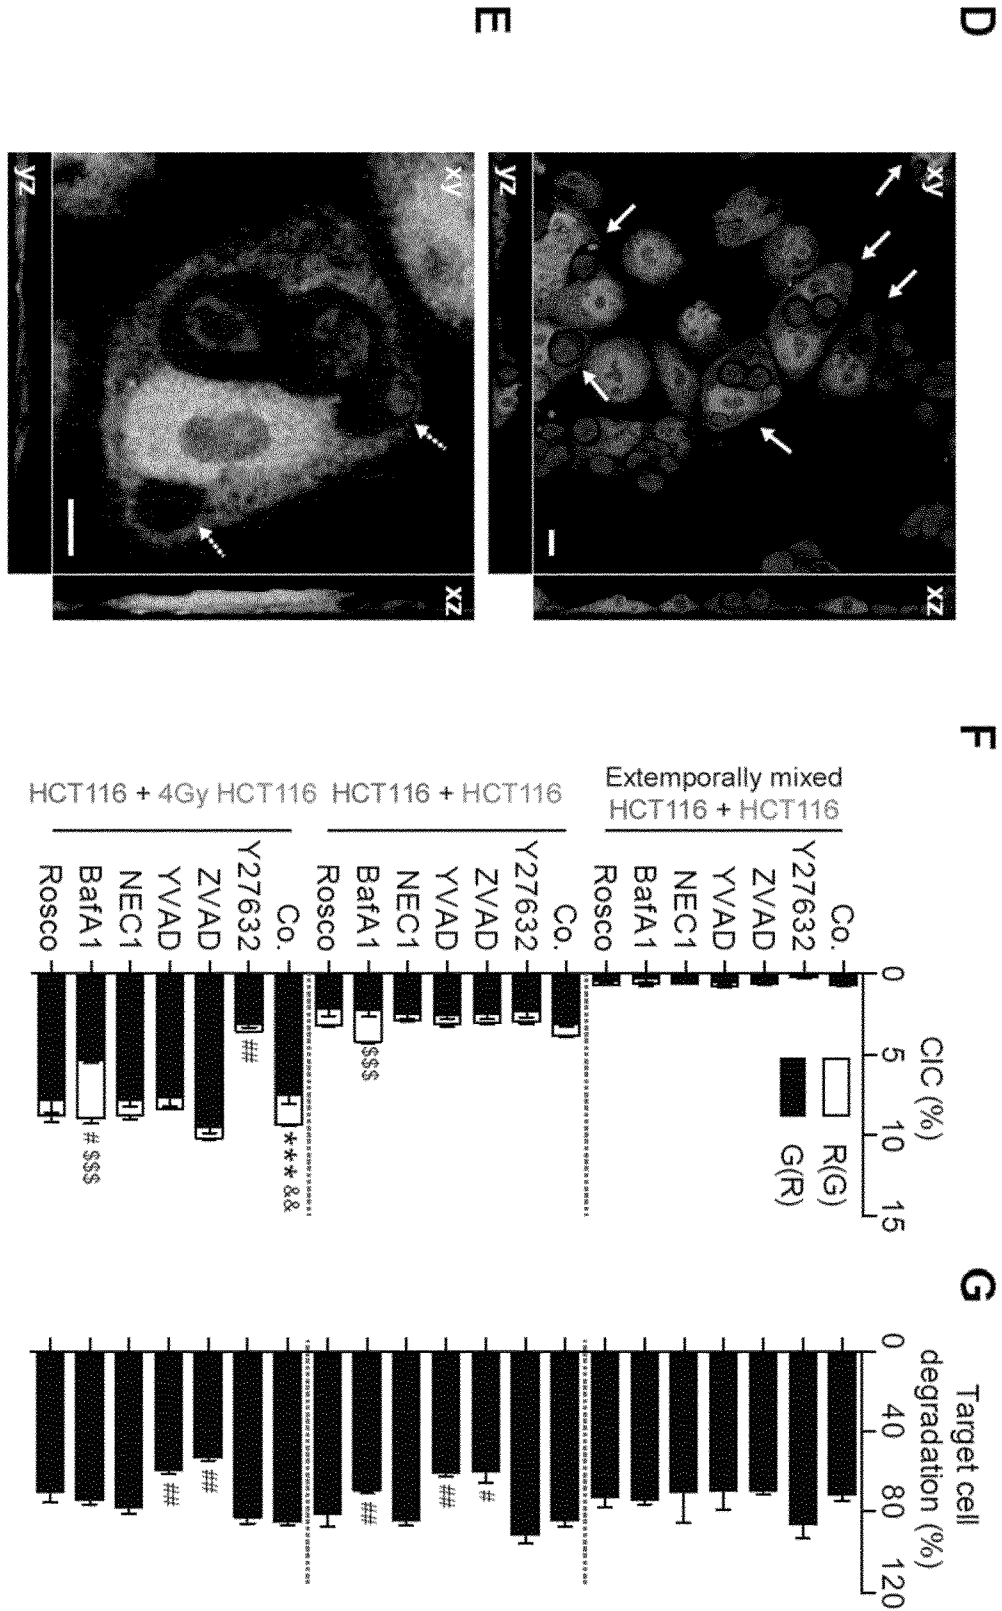 D
xy
xz
yz
E
xy
xz
yz
F
CIC (%)
0 5 10 15
R(G)
G(R)
Extemporally mixed
HCT116 + HCT116
Co.
Y27632
ZVAD
YVAD
NEC1
BafA1
Rosco
HCT116 + HCT116
Co.
Y27632
ZVAD
YVAD
NEC1
BafA1 $$$
Rosco
HCT116 + 4Gy HCT116
Co. *** &&
Y27632 ##
ZVAD
YVAD
NEC1
BafA1 # $$$
Rosco
G
Target cell
degradation (%)
0 40 80 120
#
##
##
##
##